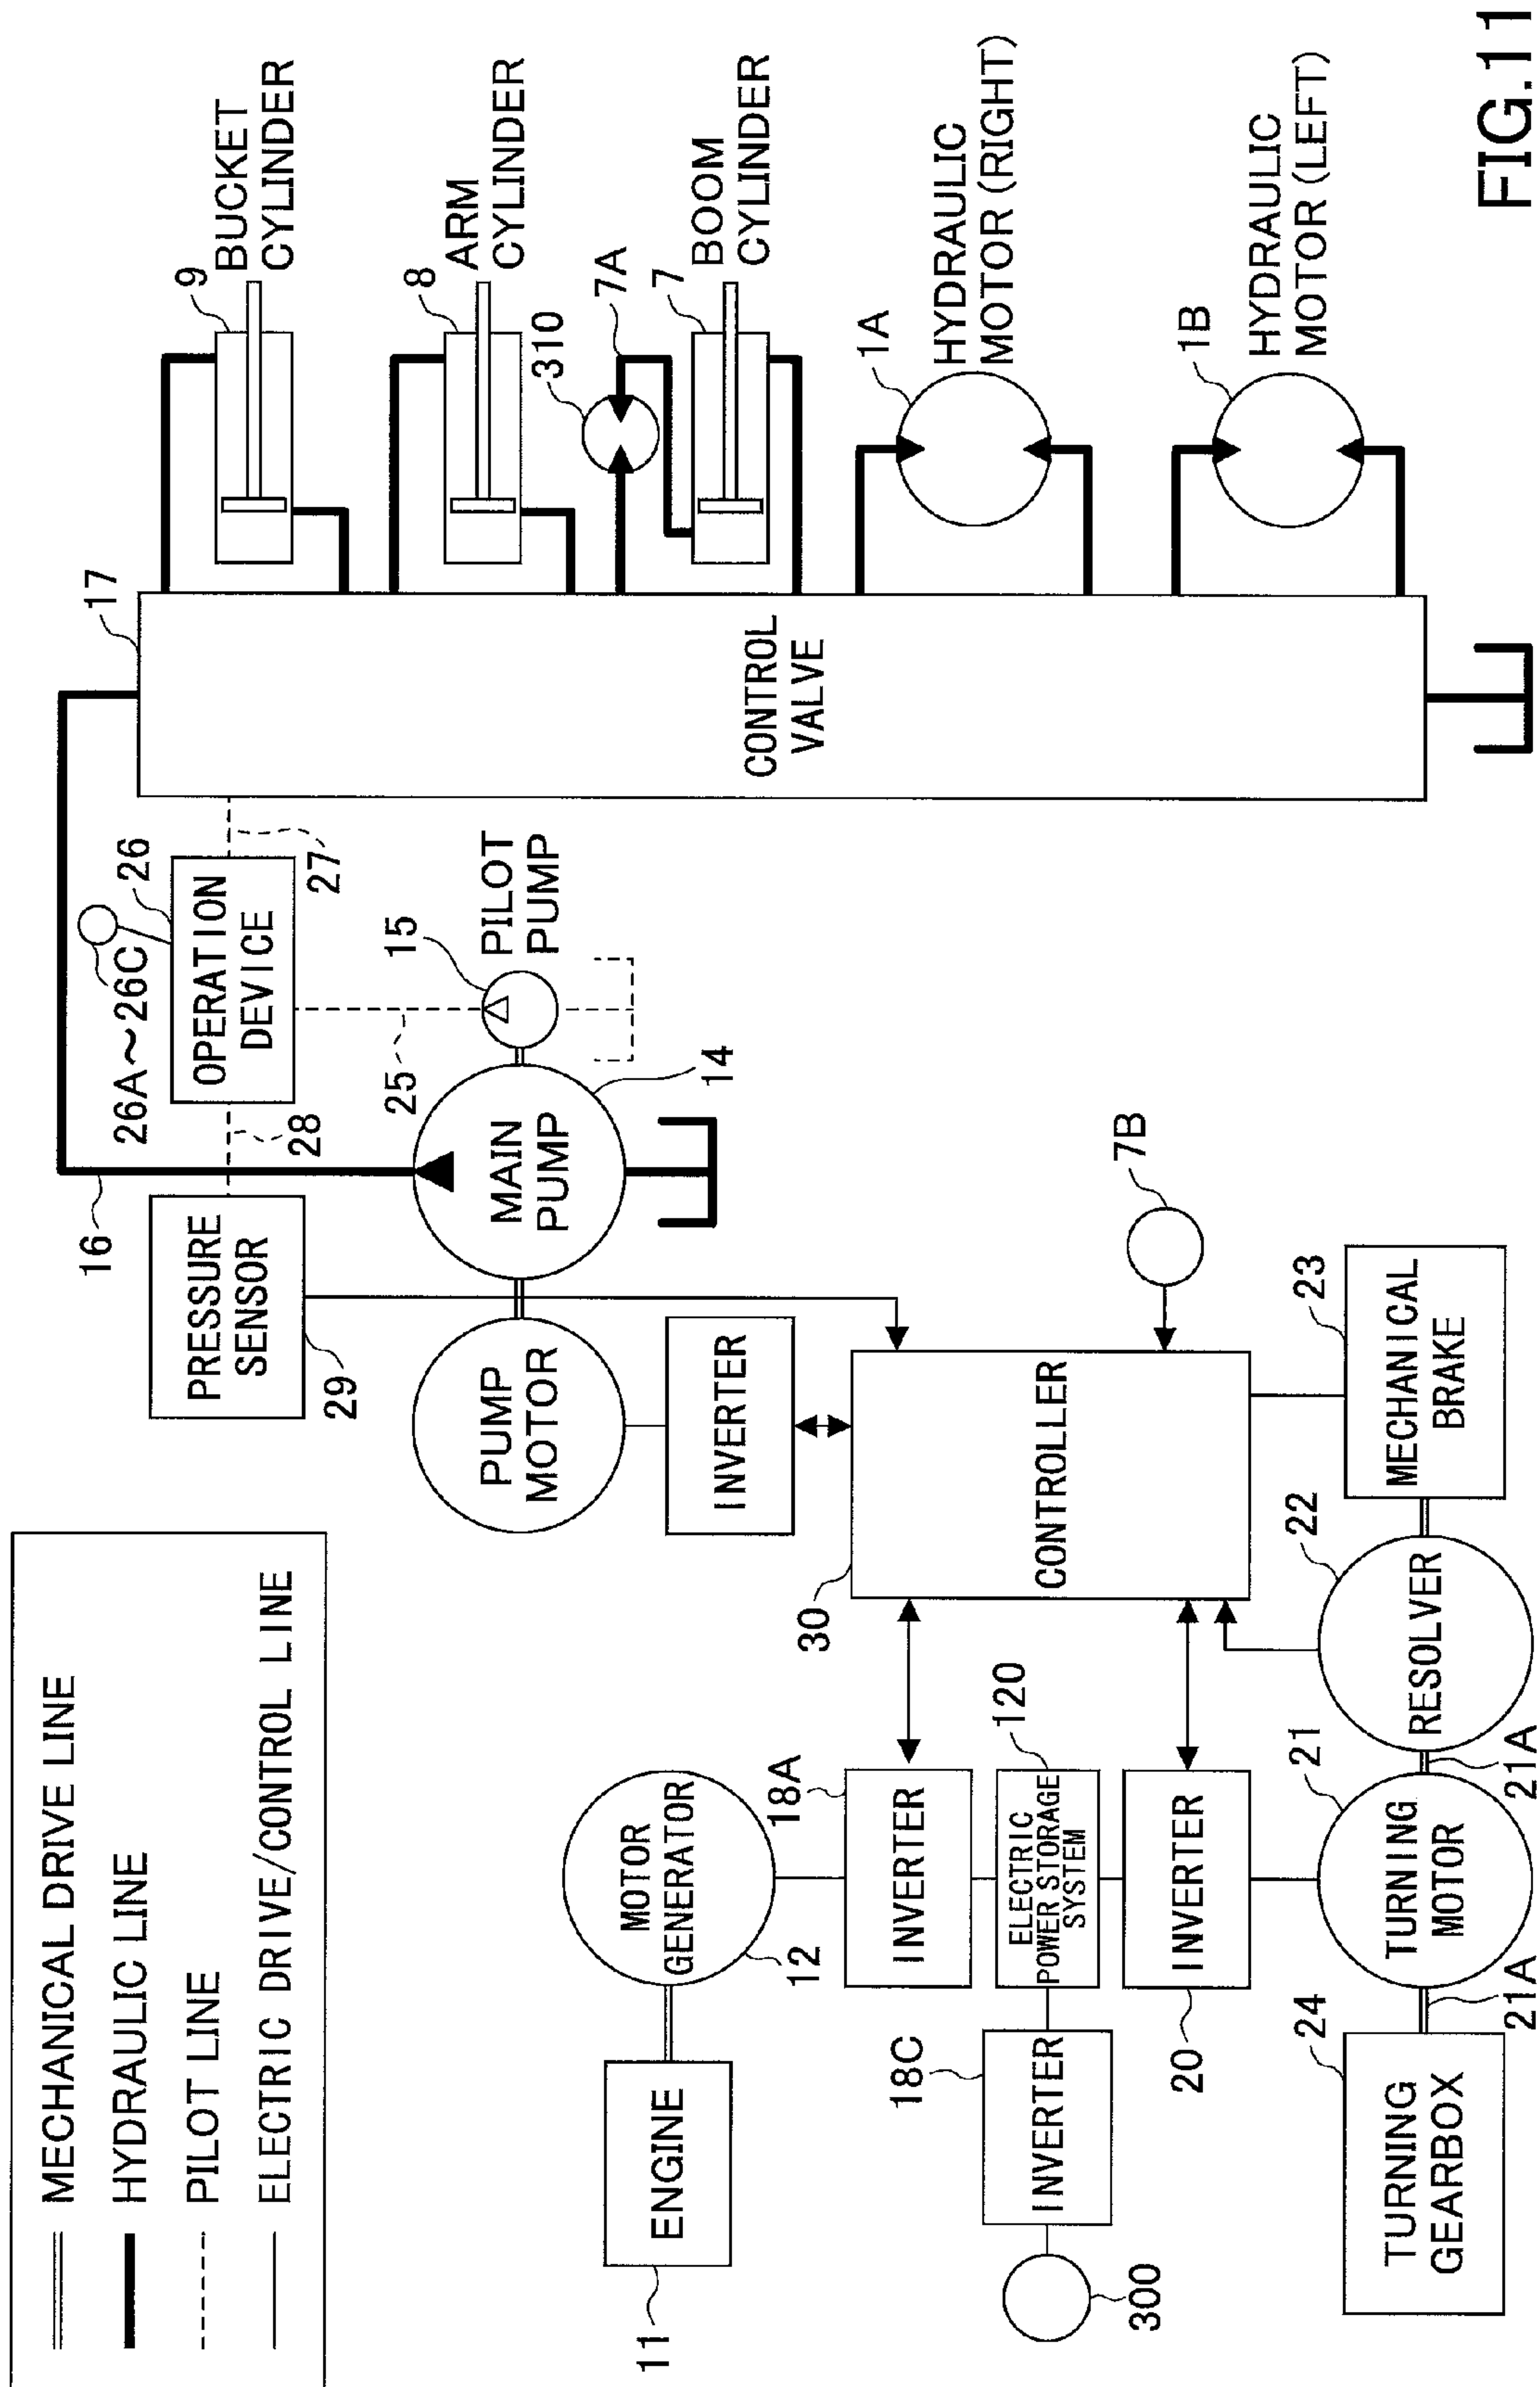 MECHANICAL DRIVE LINE
HYDRAULIC LINE
PILOT LINE
ELECTRIC DRIVE/CONTROL LINE
16
PRESSURE
SENSOR
29
28
26A~26C
26
OPERATION
DEVICE
27
25
15
PILOT
PUMP
17
CONTROL
VALVE
9
BUCKET
CYLINDER
8
ARM
CYLINDER
310
7A
7
BOOM
CYLINDER
1A
HYDRAULIC
MOTOR (RIGHT)
1B
HYDRAULIC
MOTOR (LEFT)
PUMP
MOTOR
MAIN
PUMP
14
INVERTER
11
ENGINE
MOTOR
GENERATOR
12
18A
INVERTER
30
CONTROLLER
7B
300
18C
INVERTER
120
ELECTRIC
POWER STORAGE
SYSTEM
20
INVERTER
24
TURNING
GEARBOX
21A
21
TURNING
MOTOR
21A
22
RESOLVER
23
MECHANICAL
BRAKE
FIG.11